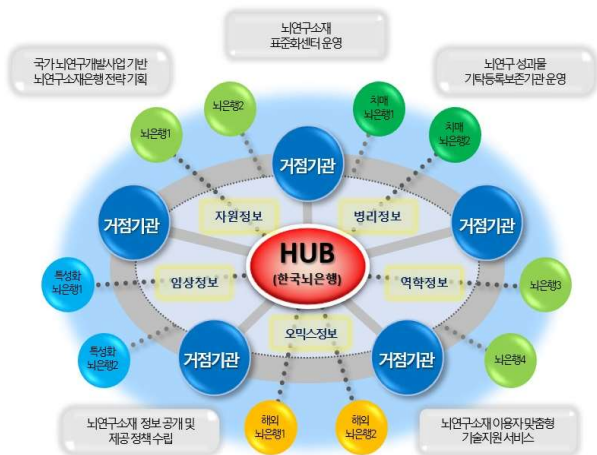 뇌연구소재
표준화센터 운영
국가 뇌연구개발사업 기반
뇌연구소재은행 전략 기획
뇌연구 성과물
기탁등록보존기관 운영
뇌은행1
뇌은행2
치매
뇌은행1
치매
뇌은행2
거점기관
거점기관
거점기관
자원정보
병리정보
HUB
(한국뇌은행)
임상정보
역학정보
오믹스정보
특성화
뇌은행1
뇌은행3
특성화
뇌은행2
뇌은행4
거점기관
거점기관
해외
뇌은행1
해외
뇌은행2
뇌연구소재 정보 공개 및
제공 정책 수립
뇌연구소재 이용자 맞춤형
기술지원 서비스